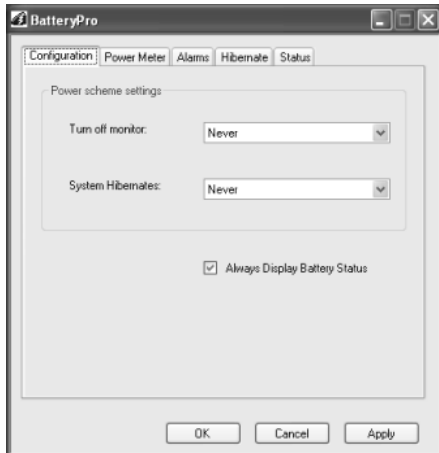 BatteryPro
Configuration Power Meter Alarms Hibernate Status
Power scheme settings
Turn off monitor: Never
System Hibernates: Never
Always Display Battery Status
OK Cancel Apply